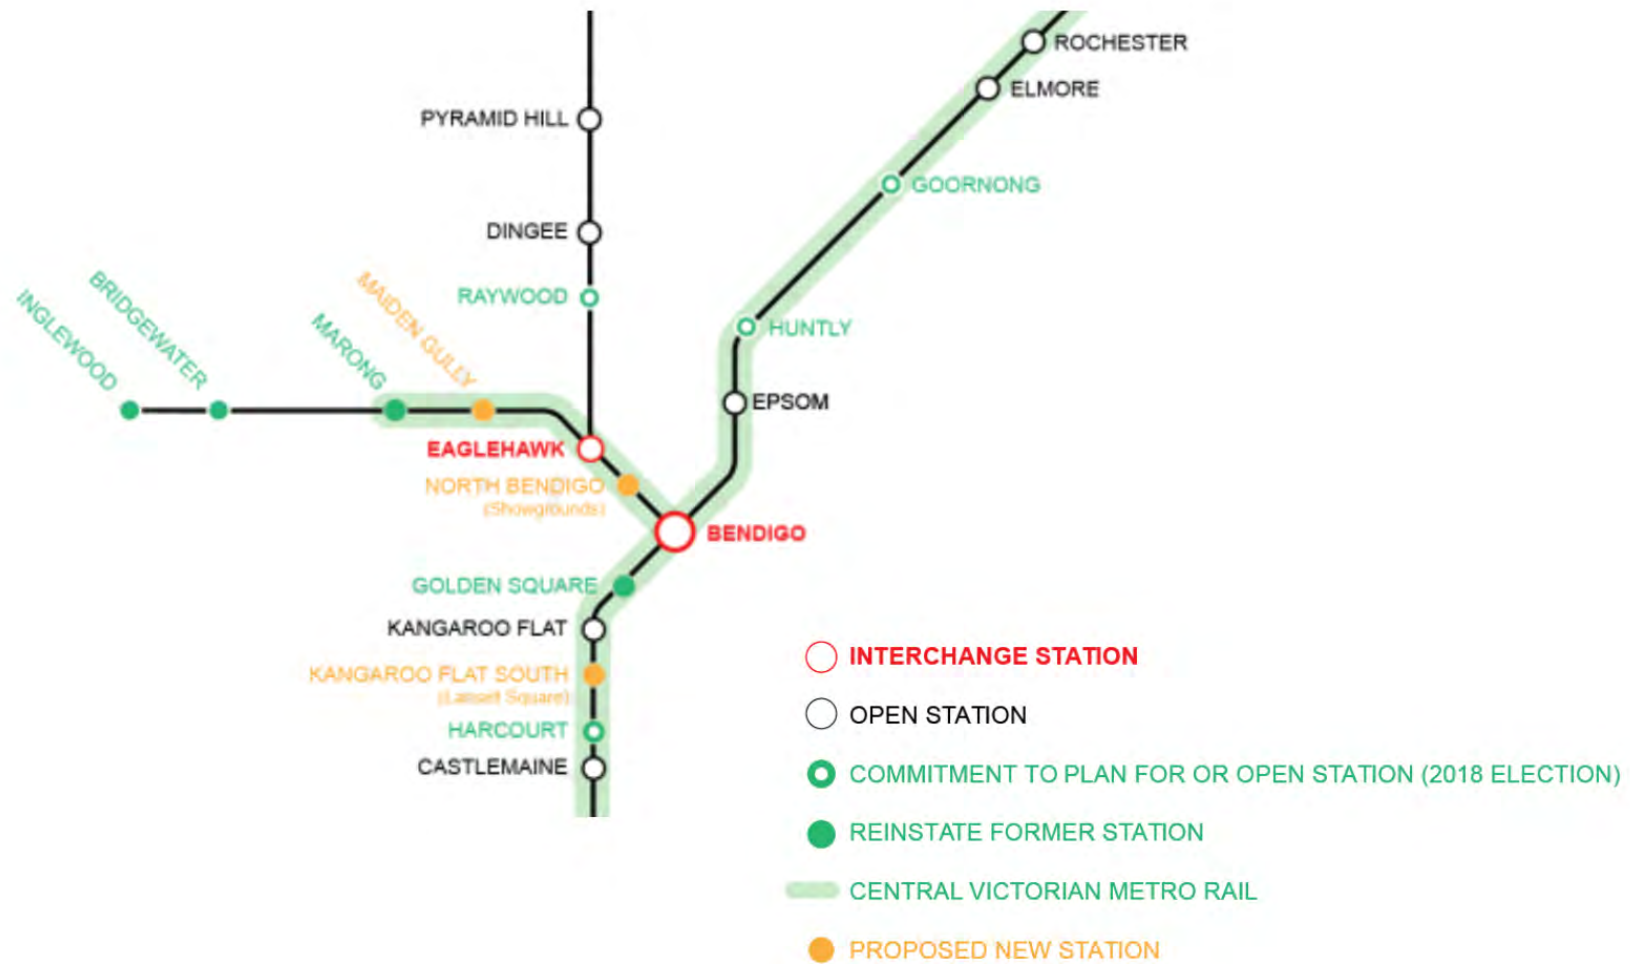 ROCHESTER
ELMORE
PYRAMID HILL
GOORNONG
DINGEE
RAYWOOD
HUNTLY
INGLEWOOD
BRIDGEWATER
MARONG
MAIDEN GULLY
EPSOM
EAGLEHAWK
NORTH BENDIGO
(Showgrounds)
BENDIGO
GOLDEN SQUARE
KANGAROO FLAT
KANGAROO FLAT SOUTH
(Lansell Square)
HARCOURT
CASTLEMAINE
INTERCHANGE STATION
OPEN STATION
COMMITMENT TO PLAN FOR OR OPEN STATION (2018 ELECTION)
REINSTATE FORMER STATION
CENTRAL VICTORIAN METRO RAIL
PROPOSED NEW STATION